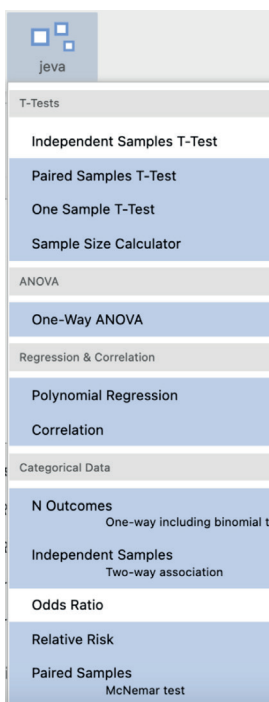 jeva
T-Tests
Independent Samples T-Test
Paired Samples T-Test
One Sample T-Test
Sample Size Calculator
ANOVA
One-Way ANOVA
Regression & Correlation
Polynomial Regression
Correlation
Categorical Data
N Outcomes
One-way including binomial t
Independent Samples
Two-way association
Odds Ratio
Relative Risk
Paired Samples
McNemar test